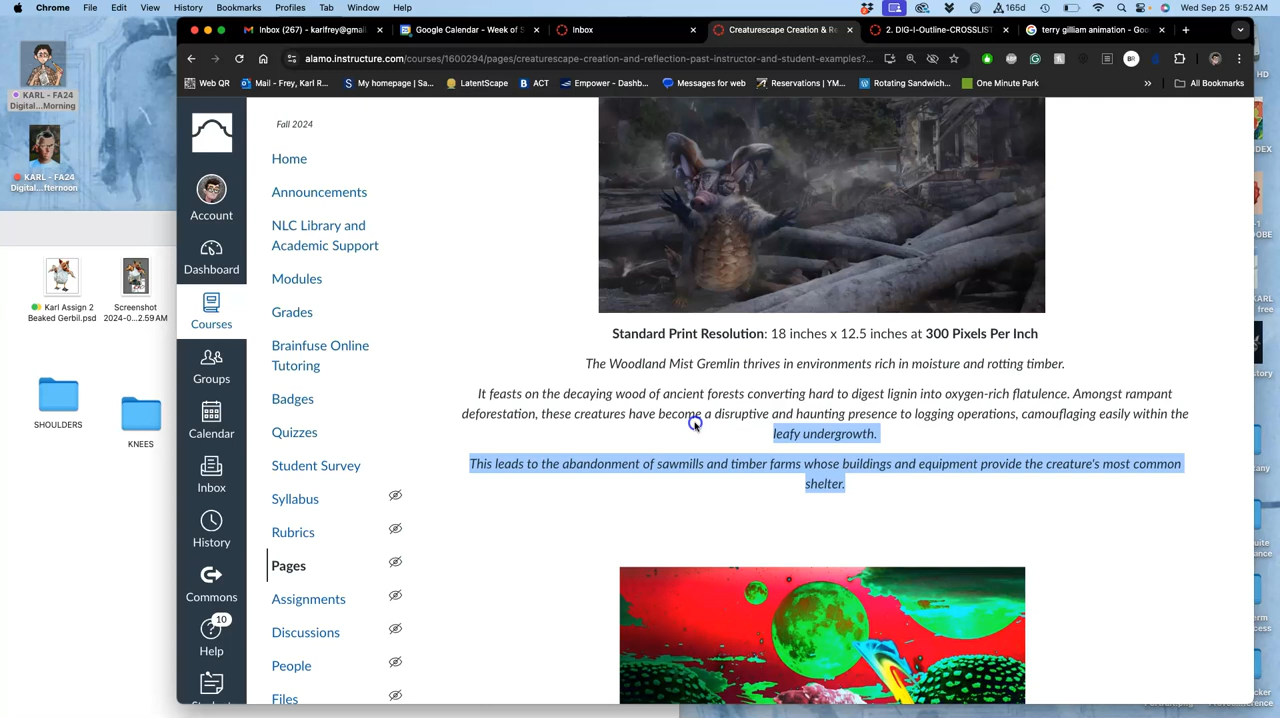 Chrome File Edit View History Bookmarks Profiles Tab Window Help
165d
Wed Sep 25 9:52AM
Inbox (267) - karlfrey@gmai
Google Calendar - Week of S
Inbox
Creaturescape Creation & Re
2. DIG-I-Outline-CROSSLIST
terry gilliam animation - Goo
alamo.instructure.com/courses/1600294/pages/creaturescape-creation-and-reflection-past-instructor-and-student-examples?...
Web QR
Mail - Frey, Karl R...
My homepage | Sa...
LatentScape
ACT
Empower - Dashb...
Messages for web
Reservations | YM...
Rotating Sandwich...
One Minute Park
All Bookmarks
KARL - FA24
Digital...Morning
KARL - FA24
Digital...fternoon
Karl Assign 2
Beaked Gerbil.psd
Screenshot
2024-0...2.59 AM
SHOULDERS
KNEES
Account
Dashboard
Courses
Groups
Calendar
Inbox
History
Commons
10
Help
Fall 2024
Home
Announcements
NLC Library and
Academic Support
Modules
Grades
Brainfuse Online
Tutoring
Badges
Quizzes
Student Survey
Syllabus
Rubrics
Pages
Assignments
Discussions
People
Files
Standard Print Resolution: 18 inches x 12.5 inches at 300 Pixels Per Inch
The Woodland Mist Gremlin thrives in environments rich in moisture and rotting timber.
It feasts on the decaying wood of ancient forests converting hard to digest lignin into oxygen-rich flatulence. Amongst rampant
deforestation, these creatures have become a disruptive and haunting presence to logging operations, camouflaging easily within the
leafy undergrowth.
This leads to the abandonment of sawmills and timber farms whose buildings and equipment provide the creature's most common
shelter.
HD
NDEX
KARL
free